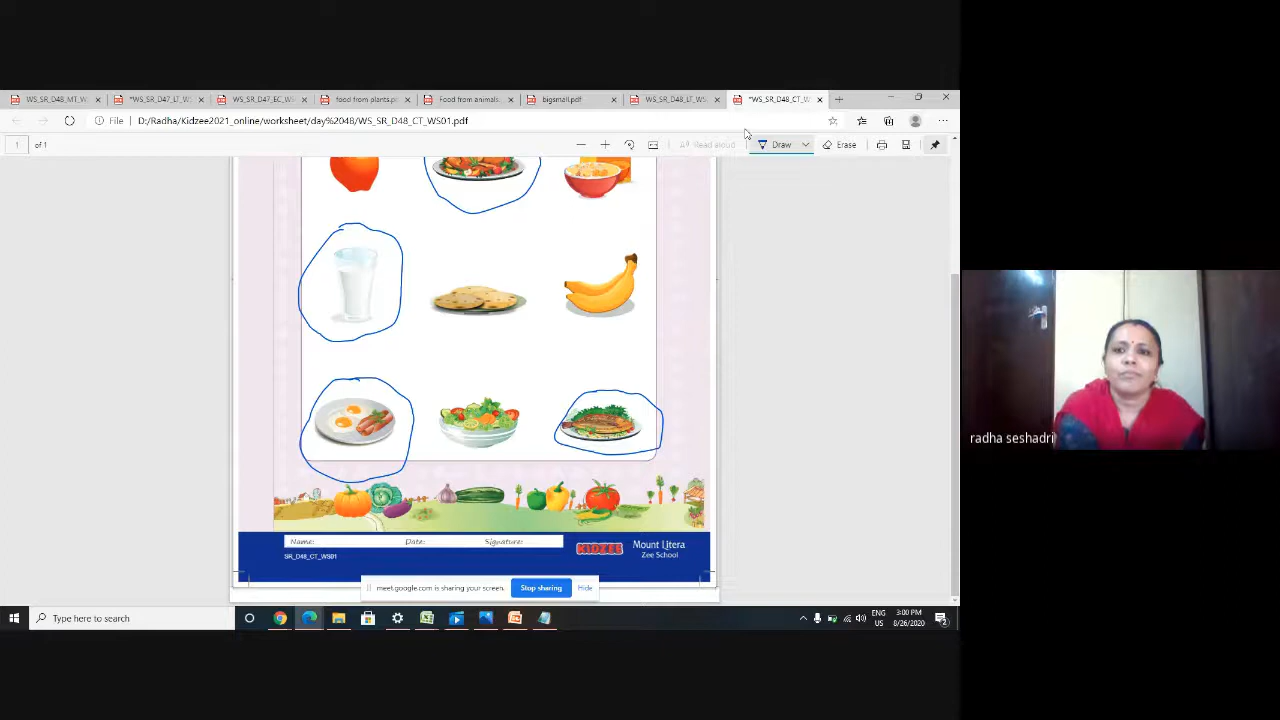 WS_SR_D48_MT_W
*WS_SR_D47_LT_W
WS_SR_D47_EC_W
food from plants.p
Food from animals.
bigsmall.pdf
WS_SR_D48_LF_WS
*WS_SR_D48_CT_W
File
D:/Radha/Kidzee2021_online/worksheet/day%2048/WS_SR_D48_CT_WS01.pdf
1 of 1
Read aloud
Draw
Erase
radha seshadri
Name: Date: Signature:
SR_D48_CT_WS01
KIDZEE
Mount Litera
Zee School
meet.google.com is sharing your screen.
Stop sharing
Hide
Type here to search
ENG
US
3:00 PM
8/26/2020
2